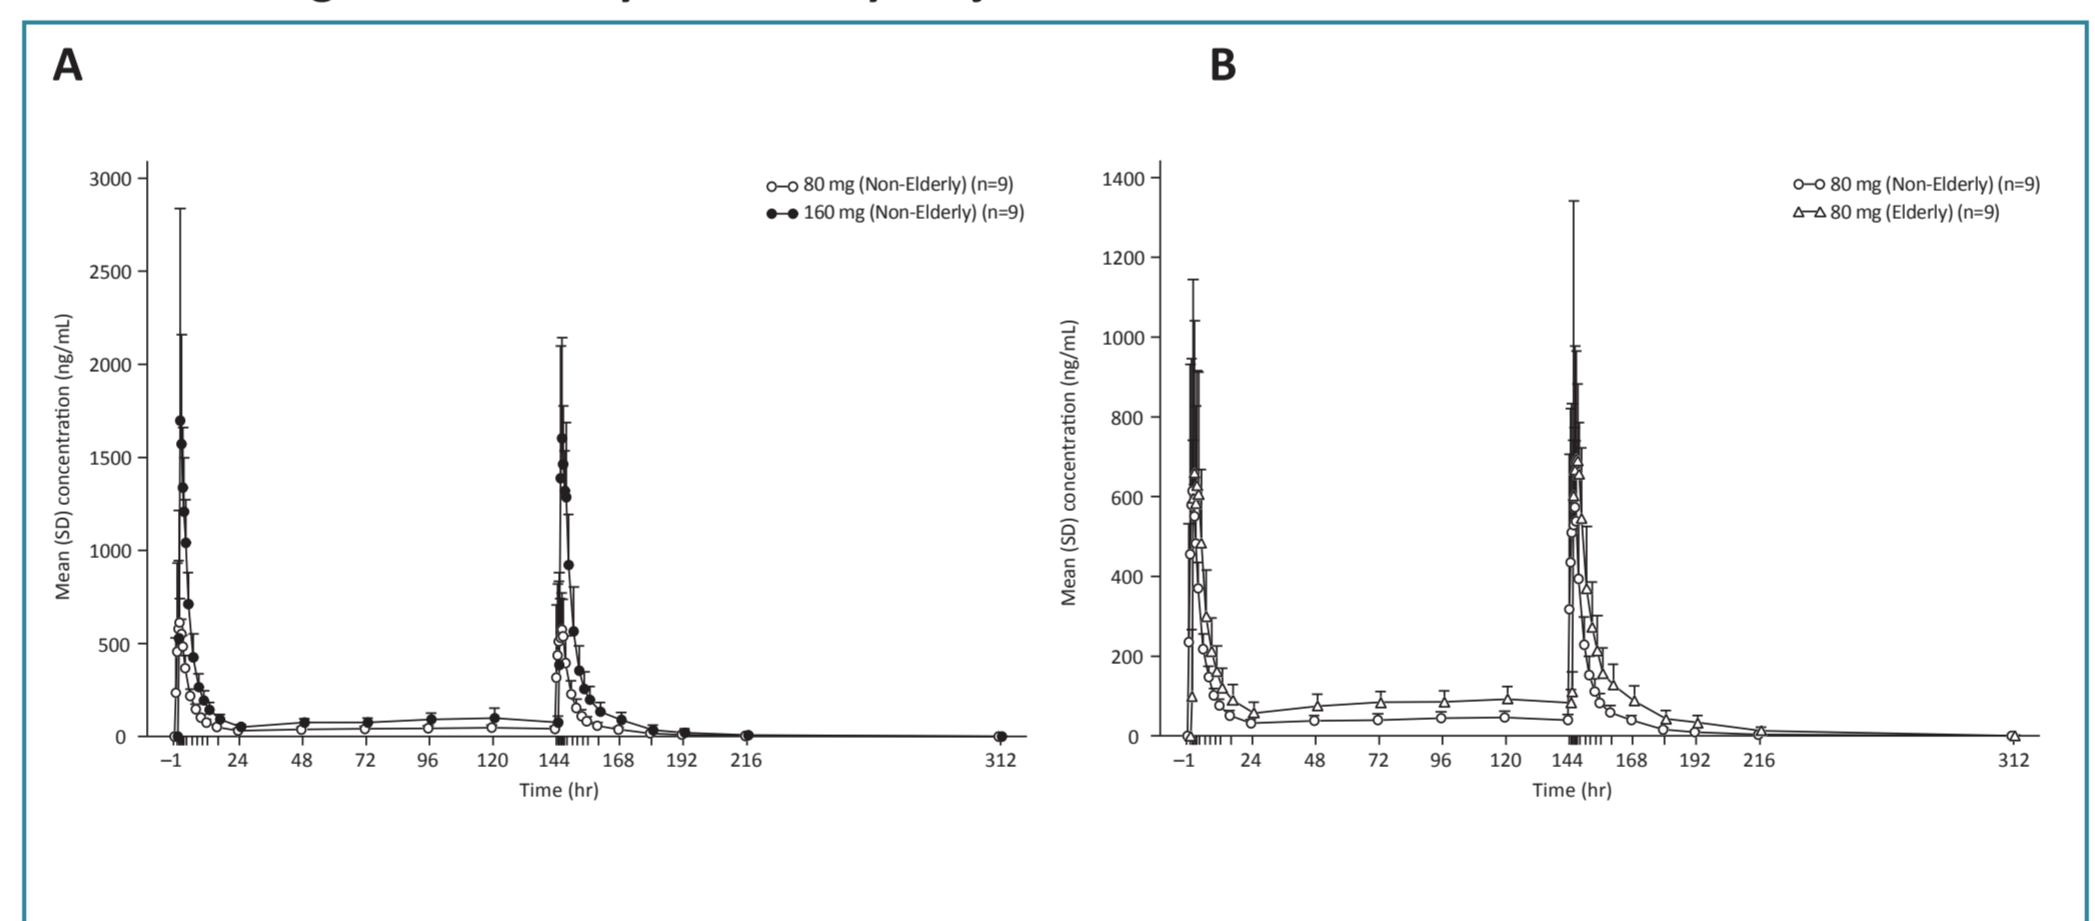 A
B
3000
2500
2000
1500
1000
500
0
Mean (SD) concentration (ng/mL)
80 mg (Non-Elderly) (n=9)
160 mg (Non-Elderly) (n=9)
–1 24 48 72 96 120 144 168 192 216 312
Time (hr)
1400
1200
1000
800
600
400
200
0
Mean (SD) concentration (ng/mL)
80 mg (Non-Elderly) (n=9)
80 mg (Elderly) (n=9)
–1 24 48 72 96 120 144 168 192 216 312
Time (hr)